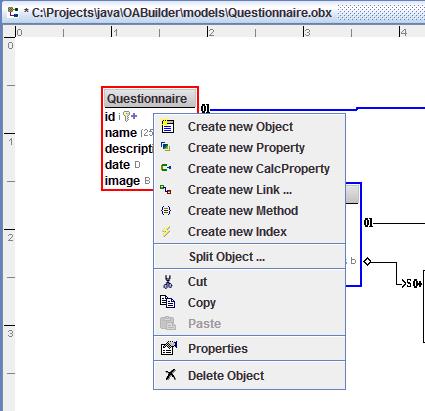 * C:\Projects\java\OABuilder\models\Questionnaire.obx
0 1 2 3 4
0
1
2
3
Questionnaire
01
id i
name (25
descripti
date D
image B
Create new Object
Create new Property
Create new CalcProperty
Create new Link ...
Create new Method
Create new Index
Split Object ...
Cut
Copy
Paste
Properties
Delete Object
01
b
0+